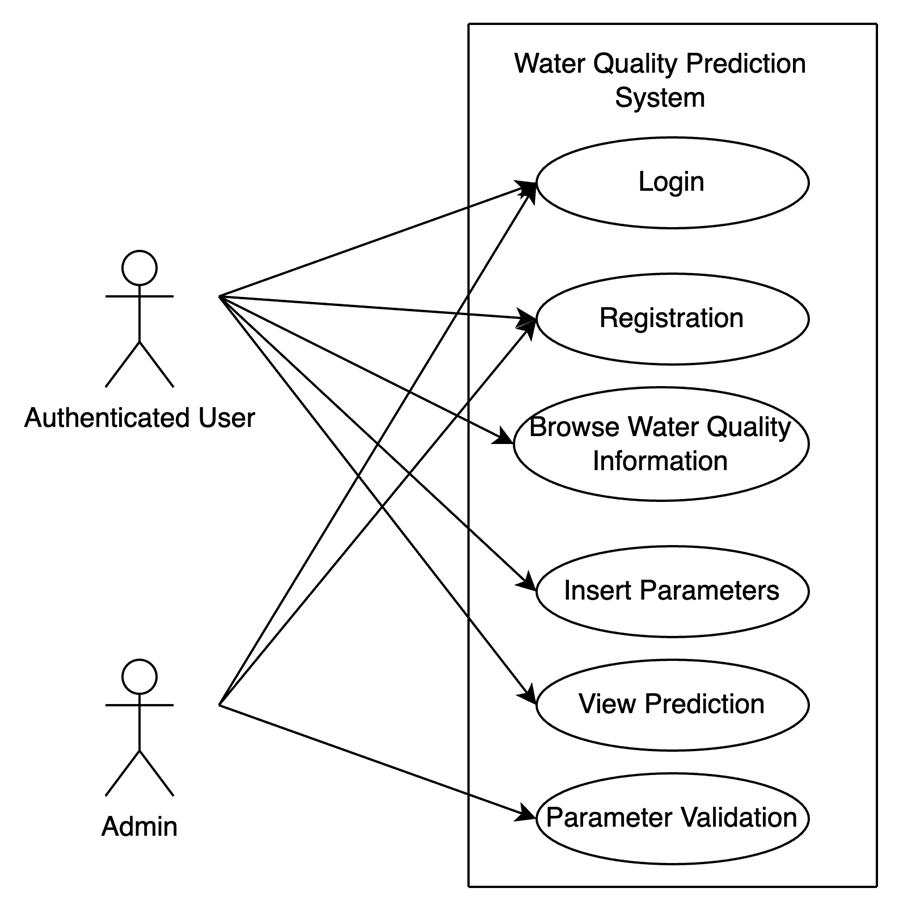 Water Quality Prediction
System
Login
Registration
Browse Water Quality
Information
Insert Parameters
View Prediction
Parameter Validation
Authenticated User
Admin